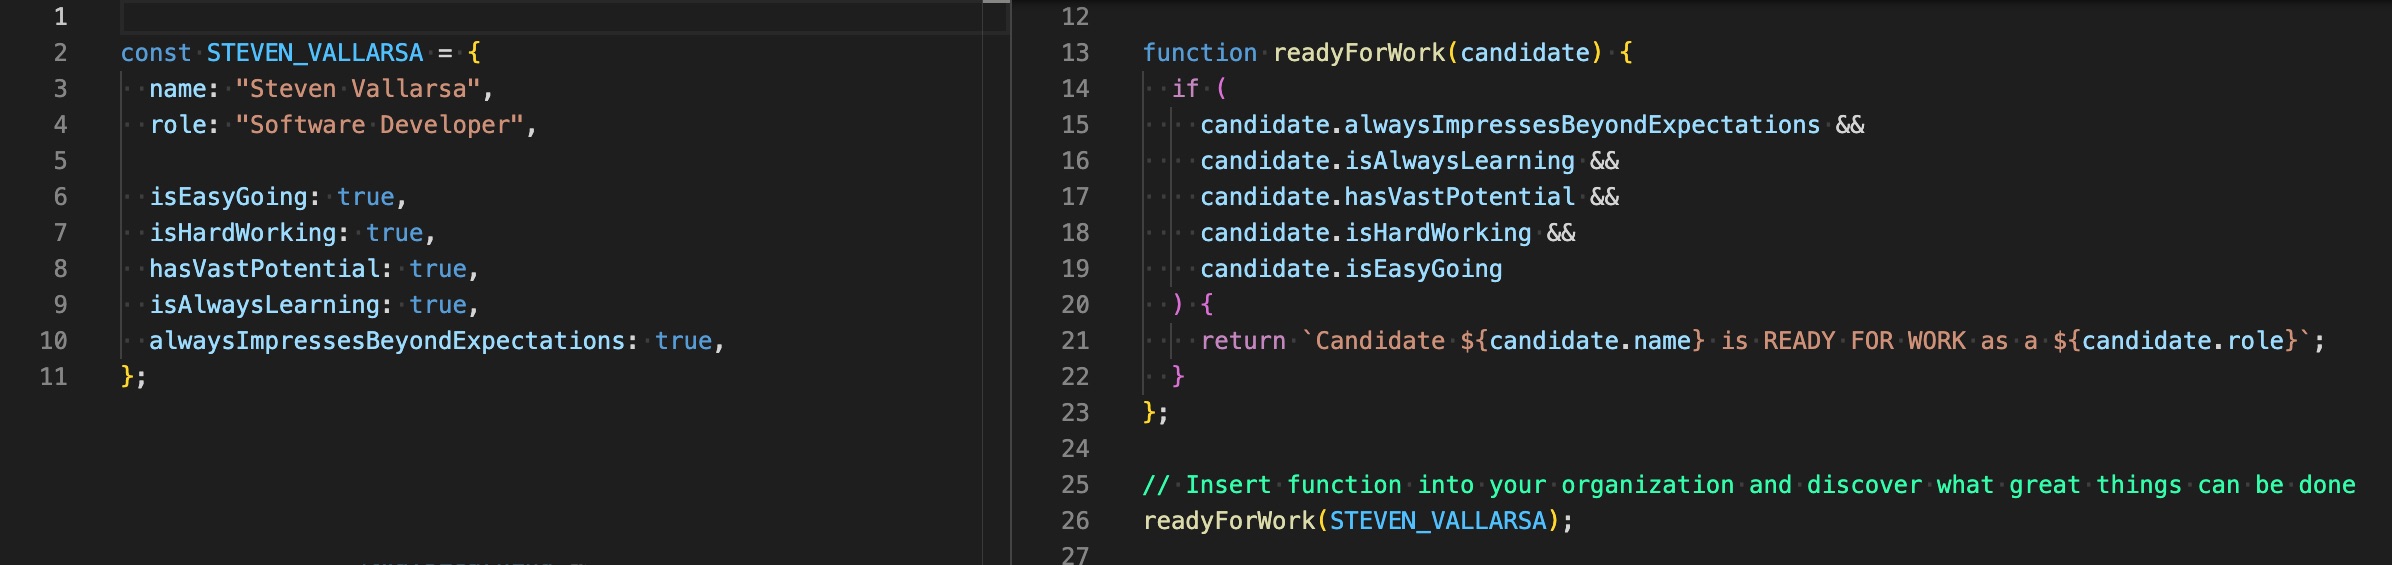 1
2 const STEVEN_VALLARSA = {
3   name: "Steven Vallarsa",
4   role: "Software Developer",
5
6   isEasyGoing: true,
7   isHardWorking: true,
8   hasVastPotential: true,
9   isAlwaysLearning: true,
10   alwaysImpressesBeyondExpectations: true,
11 };
12
13 function readyForWork(candidate) {
14   if (
15     candidate.alwaysImpressesBeyondExpectations &&
16     candidate.isAlwaysLearning &&
17     candidate.hasVastPotential &&
18     candidate.isHardWorking &&
19     candidate.isEasyGoing
20   ) {
21     return `Candidate ${candidate.name} is READY FOR WORK as a ${candidate.role}`;
22   }
23 };
24
25 // Insert function into your organization and discover what great things can be done
26 readyForWork(STEVEN_VALLARSA);
27